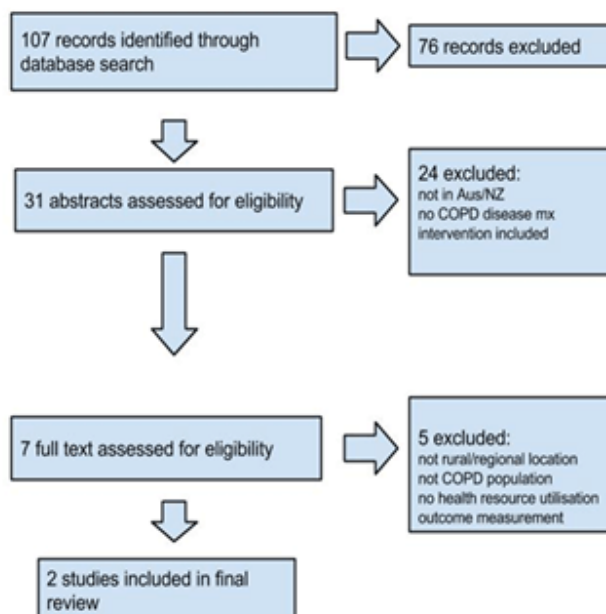 107 records identified through
database search
76 records excluded
31 abstracts assessed for eligibility
24 excluded:
not in Aus/NZ
no COPD disease mx
intervention included
7 full text assessed for eligibility
5 excluded:
not rural/regional location
not COPD population
no health resource utilisation
outcome measurement
2 studies included in final
review